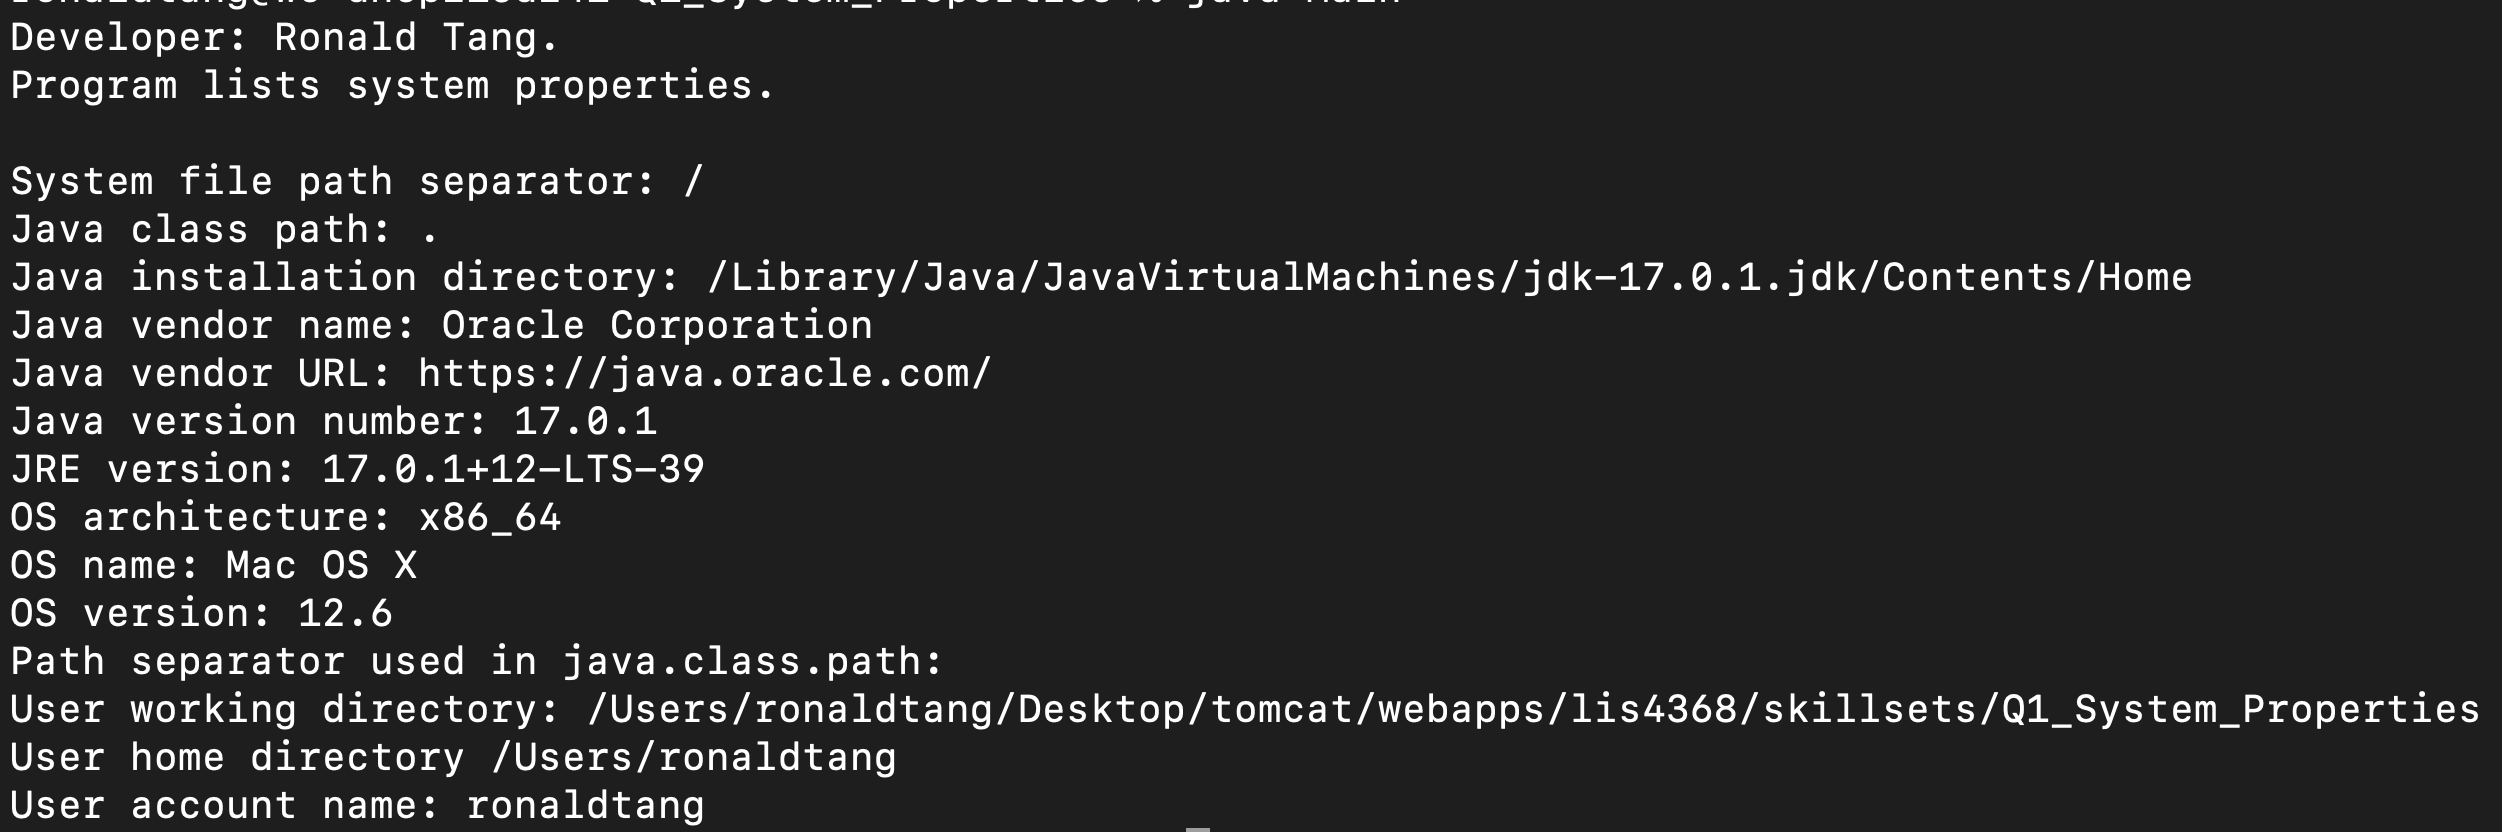 Developer: Ronald Tang.
Program lists system properties.
System file path separator: /
Java class path: .
Java installation directory: /Library/Java/JavaVirtualMachines/jdk-17.0.1.jdk/Contents/Home
Java vendor name: Oracle Corporation
Java vendor URL: https://java.oracle.com/
Java version number: 17.0.1
JRE version: 17.0.1+12-LTS-39
OS architecture: x86_64
OS name: Mac OS X
OS version: 12.6
Path separator used in java.class.path:
User working directory: /Users/ronaldtang/Desktop/tomcat/webapps/lis4368/skillsets/Q1_System_Properties
User home directory /Users/ronaldtang
User account name: ronaldtang